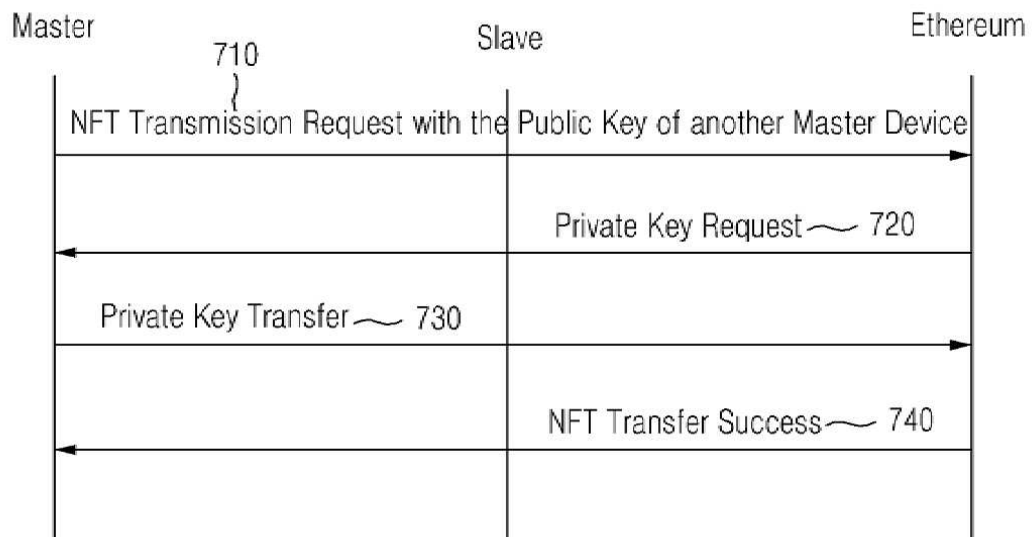 Master
Slave
Ethereum
710
NFT Transmission Request with the Public Key of another Master Device
Private Key Request 720
Private Key Transfer 730
NFT Transfer Success 740